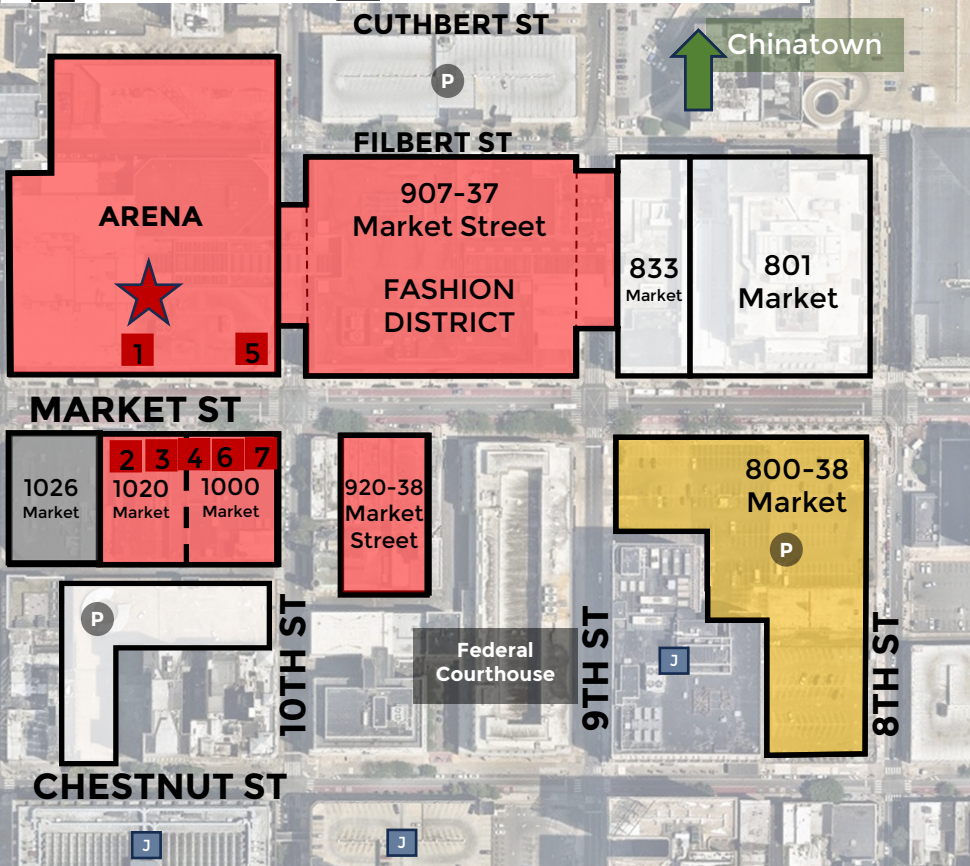 CUTHBERT ST
Chinatown
P
FILBERT ST
ARENA
1
5
907-37
Market Street
FASHION
DISTRICT
833
Market
801
Market
MARKET ST
1026
Market
2 3 4 6 7
1020
Market
1000
Market
920-38
Market
Street
800-38
Market
P
P
10TH ST
Federal
Courthouse
9TH ST
J
8TH ST
CHESTNUT ST
J
J